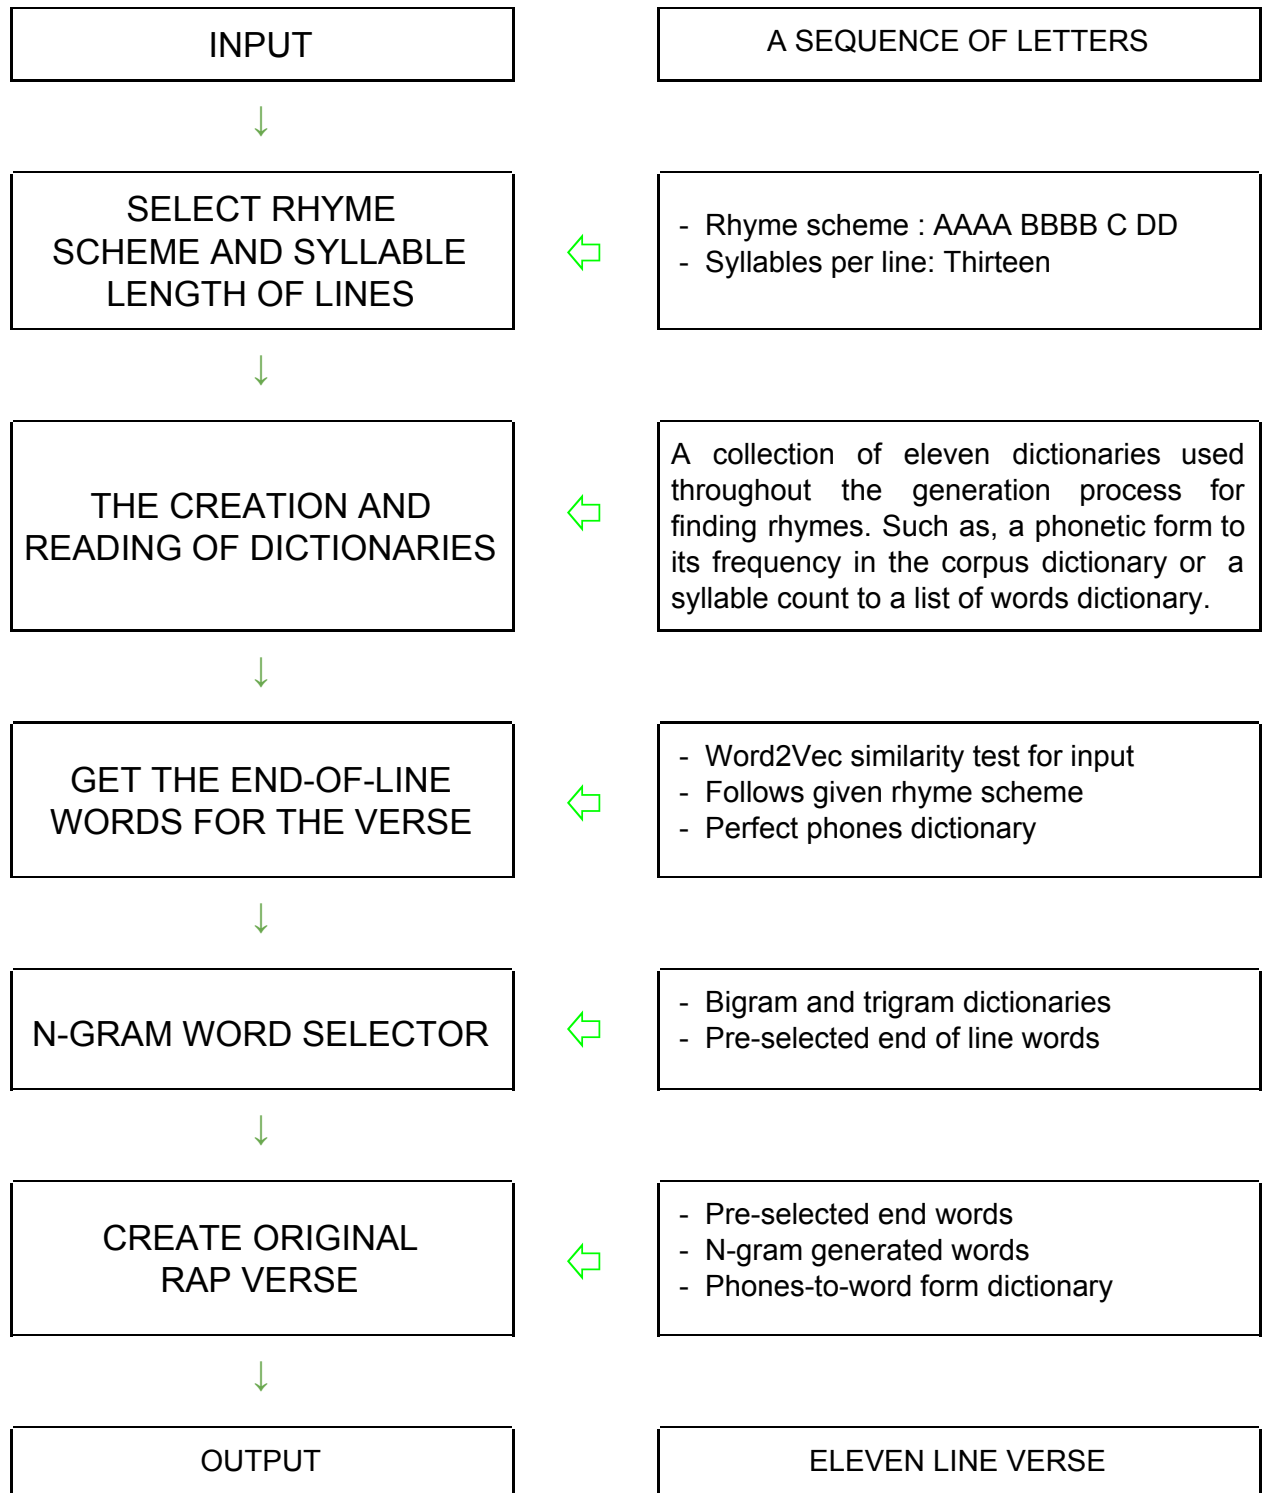 INPUT
A SEQUENCE OF LETTERS
↓
SELECT RHYME
SCHEME AND SYLLABLE
LENGTH OF LINES
- Rhyme scheme : AAAA BBBB C DD
- Syllables per line: Thirteen
↓
THE CREATION AND
READING OF DICTIONARIES
A collection of eleven dictionaries used
throughout the generation process for
finding rhymes. Such as, a phonetic form to
its frequency in the corpus dictionary or a
syllable count to a list of words dictionary.
↓
GET THE END-OF-LINE
WORDS FOR THE VERSE
- Word2Vec similarity test for input
- Follows given rhyme scheme
- Perfect phones dictionary
↓
N-GRAM WORD SELECTOR
- Bigram and trigram dictionaries
- Pre-selected end of line words
↓
CREATE ORIGINAL
RAP VERSE
- Pre-selected end words
- N-gram generated words
- Phones-to-word form dictionary
↓
OUTPUT
ELEVEN LINE VERSE